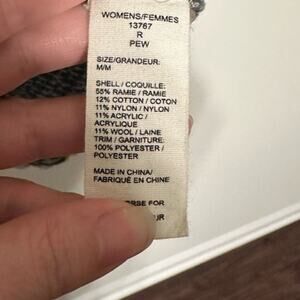 WOMENS/FEMMES
13767
R
PEW
SIZE/GRANDEUR:
M/M
SHELL / COQUILLE:
55% RAMIE / RAMIE
12% COTTON / COTON
11% NYLON / NYLON
11% ACRYLIC /
ACRYLIQUE
11% WOOL / LAINE
TRIM / GARNITURE:
100% POLYESTER /
POLYESTER
MADE IN CHINA /
FABRIQUÉ EN CHINE
FOR